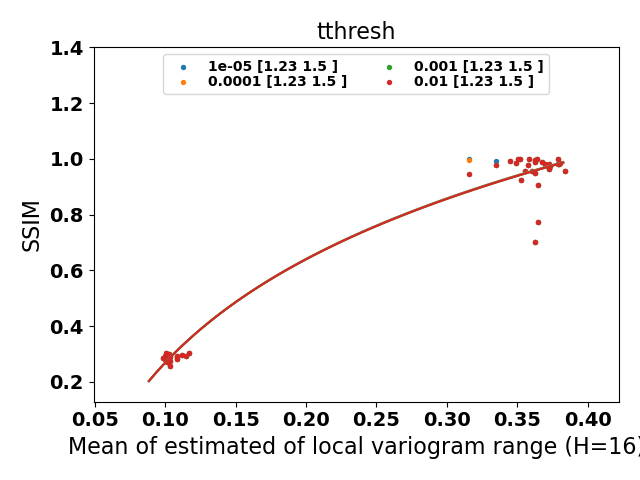 tthresh
1e-05 [1.23 1.5 ]
0.0001 [1.23 1.5 ]
0.001 [1.23 1.5 ]
0.01 [1.23 1.5 ]
SSIM
1.4
1.2
1.0
0.8
0.6
0.4
0.2
0.05 0.10 0.15 0.20 0.25 0.30 0.35 0.40
Mean of estimated of local variogram range (H=16)